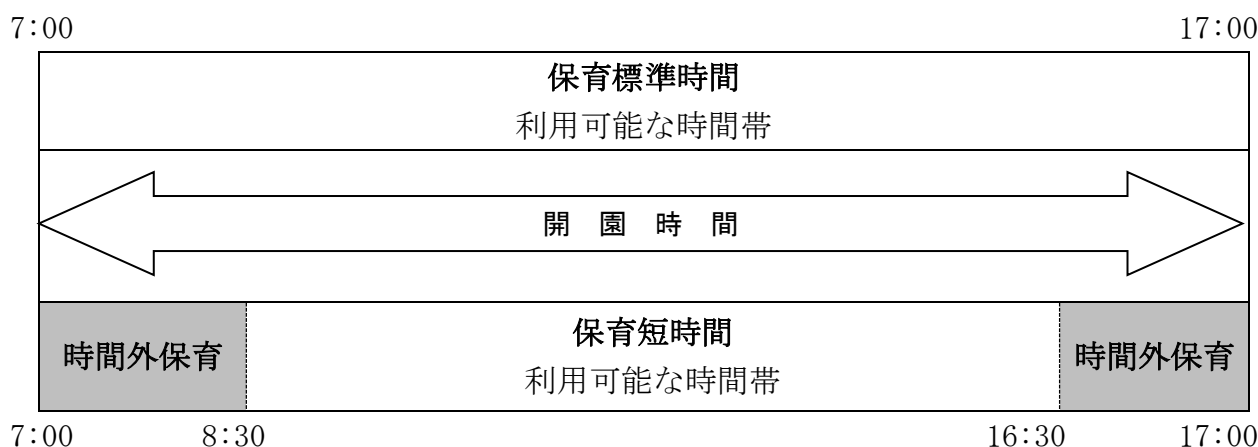 7:00 17:00
保育標準時間
利用可能な時間帯
開 園 時 間
時間外保育 保育短時間 時間外保育
利用可能な時間帯
7:00 8:30 16:30 17:00